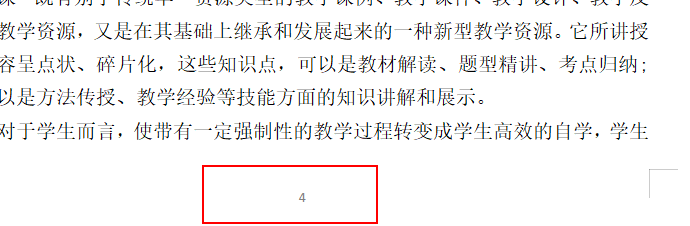 教学资源，又是在其基础上继承和发展起来的一种新型教学资源。它所讲授
容呈点状、碎片化，这些知识点，可以是教材解读、题型精讲、考点归纳；
以是方法传授、教学经验等技能方面的知识讲解和展示。
对于学生而言，使带有一定强制性的教学过程转变成学生高效的自学，学生
4